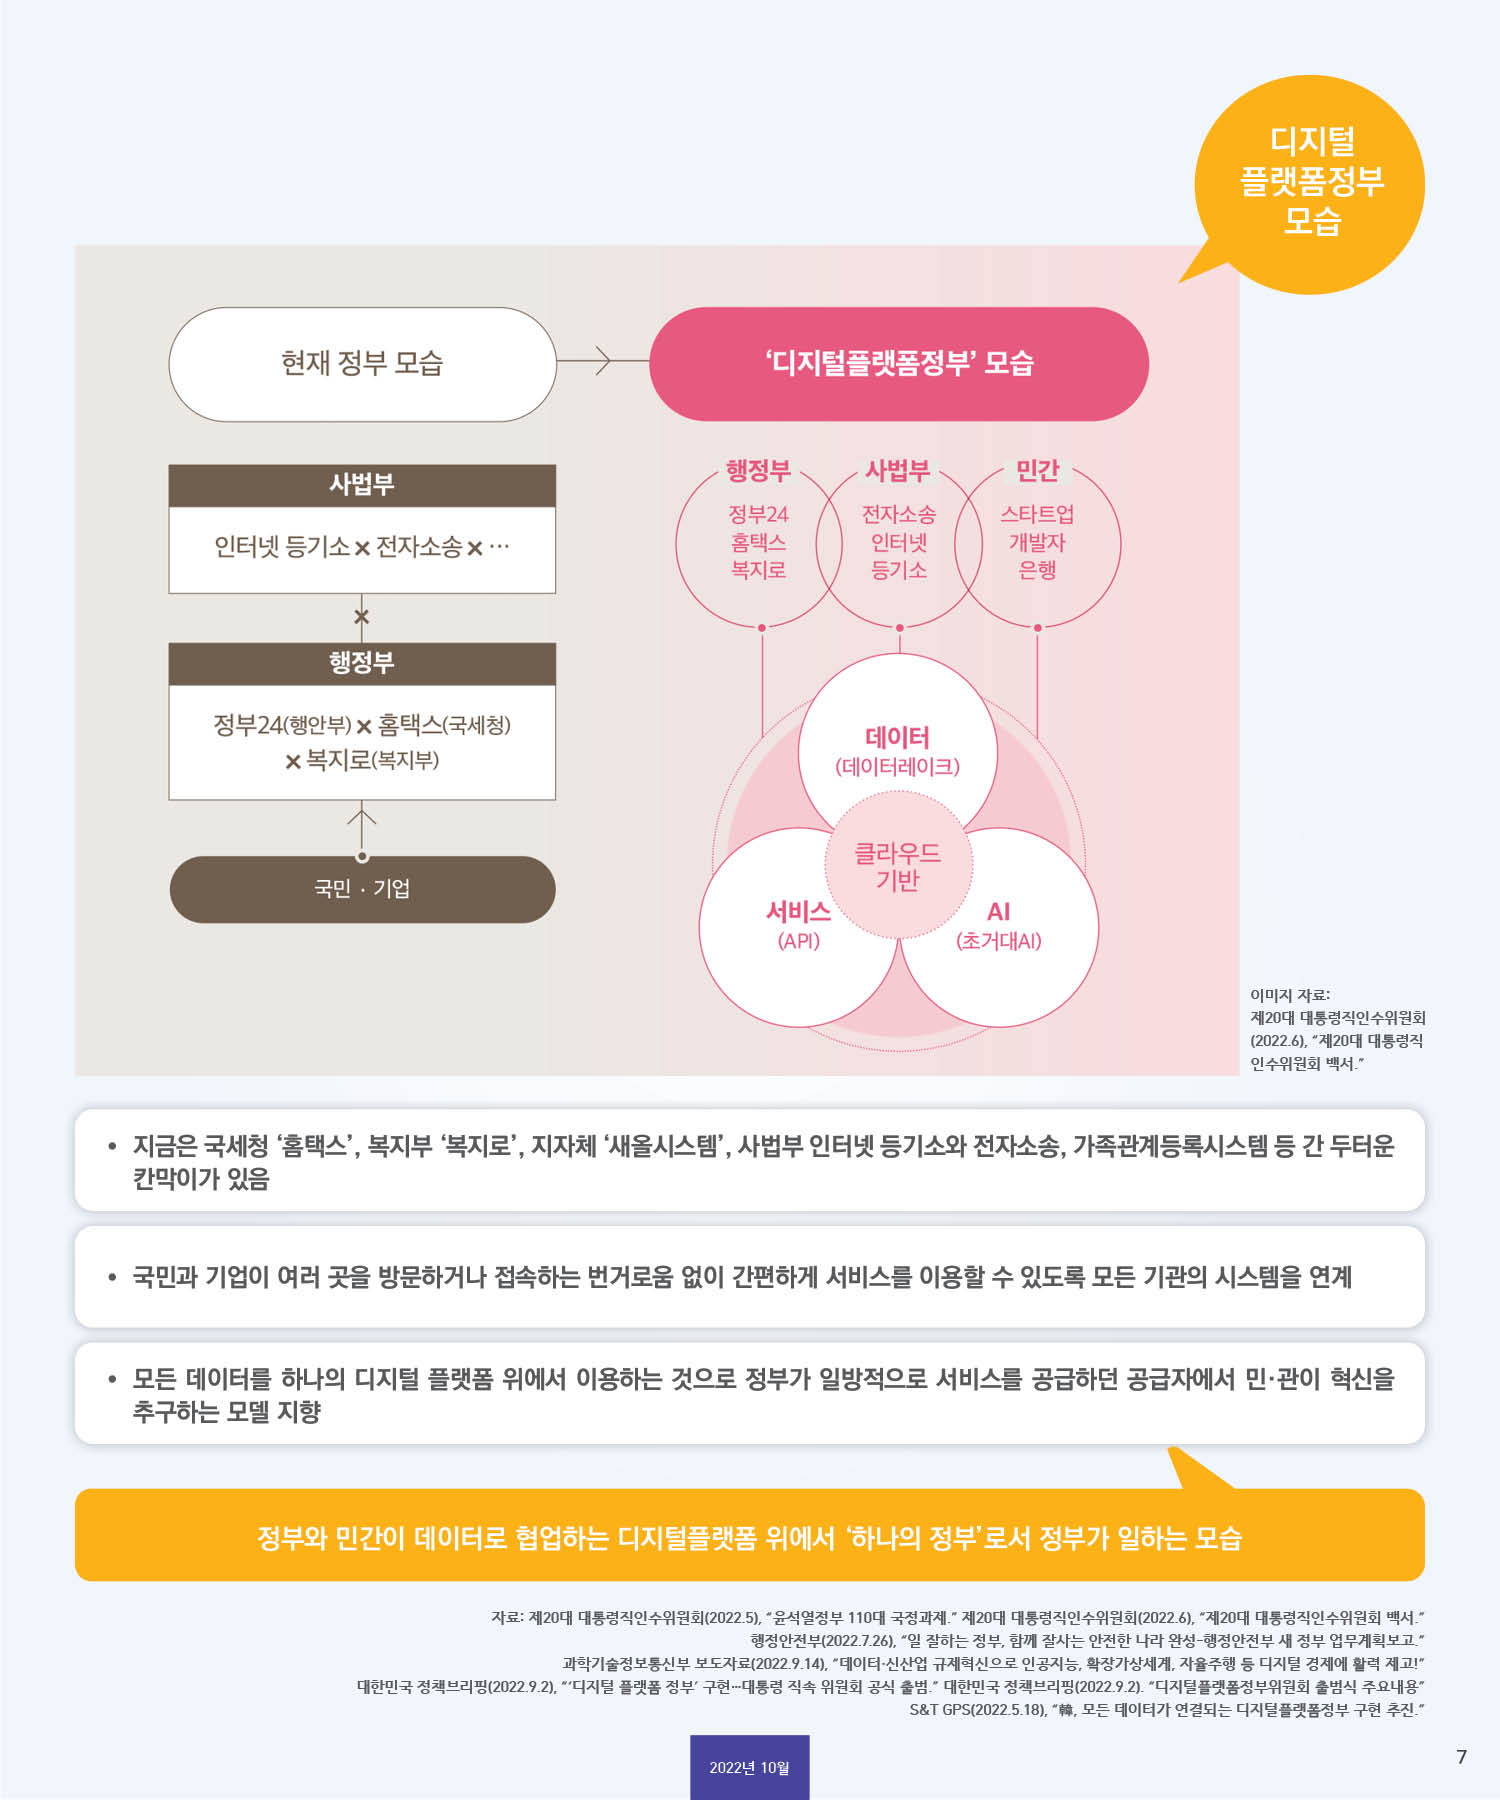 디지털
플랫폼정부
모습
현재 정부 모습
‘디지털플랫폼정부’ 모습
사법부
인터넷 등기소 × 전자소송 × ···
×
행정부
정부24(행안부) × 홈택스(국세청)
× 복지로(복지부)
국민 · 기업
행정부
정부24
홈택스
복지로
사법부
전자소송
인터넷
등기소
민간
스타트업
개발자
은행
데이터
(데이터레이크)
클라우드
기반
서비스
(API)
AI
(초거대AI)
이미지 자료:
제20대 대통령직인수위원회
(2022.6), “제20대 대통령직
인수위원회 백서.”
• 지금은 국세청 ‘홈택스’, 복지부 ‘복지로’, 지자체 ‘새올시스템’, 사법부 인터넷 등기소와 전자소송, 가족관계등록시스템 등 간 두터운
칸막이가 있음
• 국민과 기업이 여러 곳을 방문하거나 접속하는 번거로움 없이 간편하게 서비스를 이용할 수 있도록 모든 기관의 시스템을 연계
• 모든 데이터를 하나의 디지털 플랫폼 위에서 이용하는 것으로 정부가 일방적으로 서비스를 공급하던 공급자에서 민·관이 혁신을
추구하는 모델 지향
정부와 민간이 데이터로 협업하는 디지털플랫폼 위에서 ‘하나의 정부’로서 정부가 일하는 모습
자료: 제20대 대통령직인수위원회(2022.5), “윤석열정부 110대 국정과제.” 제20대 대통령직인수위원회(2022.6), “제20대 대통령직인수위원회 백서.”
행정안전부(2022.7.26), “일 잘하는 정부, 함께 잘사는 안전한 나라 완성-행정안전부 새 정부 업무계획보고.”
과학기술정보통신부 보도자료(2022.9.14), “데이터·신산업 규제혁신으로 인공지능, 확장가상세계, 자율주행 등 디지털 경제에 활력 제고!”
대한민국 정책브리핑(2022.9.2), “‘디지털 플랫폼 정부’ 구현…대통령 직속 위원회 공식 출범.” 대한민국 정책브리핑(2022.9.2). “디지털플랫폼정부위원회 출범식 주요내용”
S&T GPS(2022.5.18), “韓, 모든 데이터가 연결되는 디지털플랫폼정부 구현 추진.”
2022년 10월
7